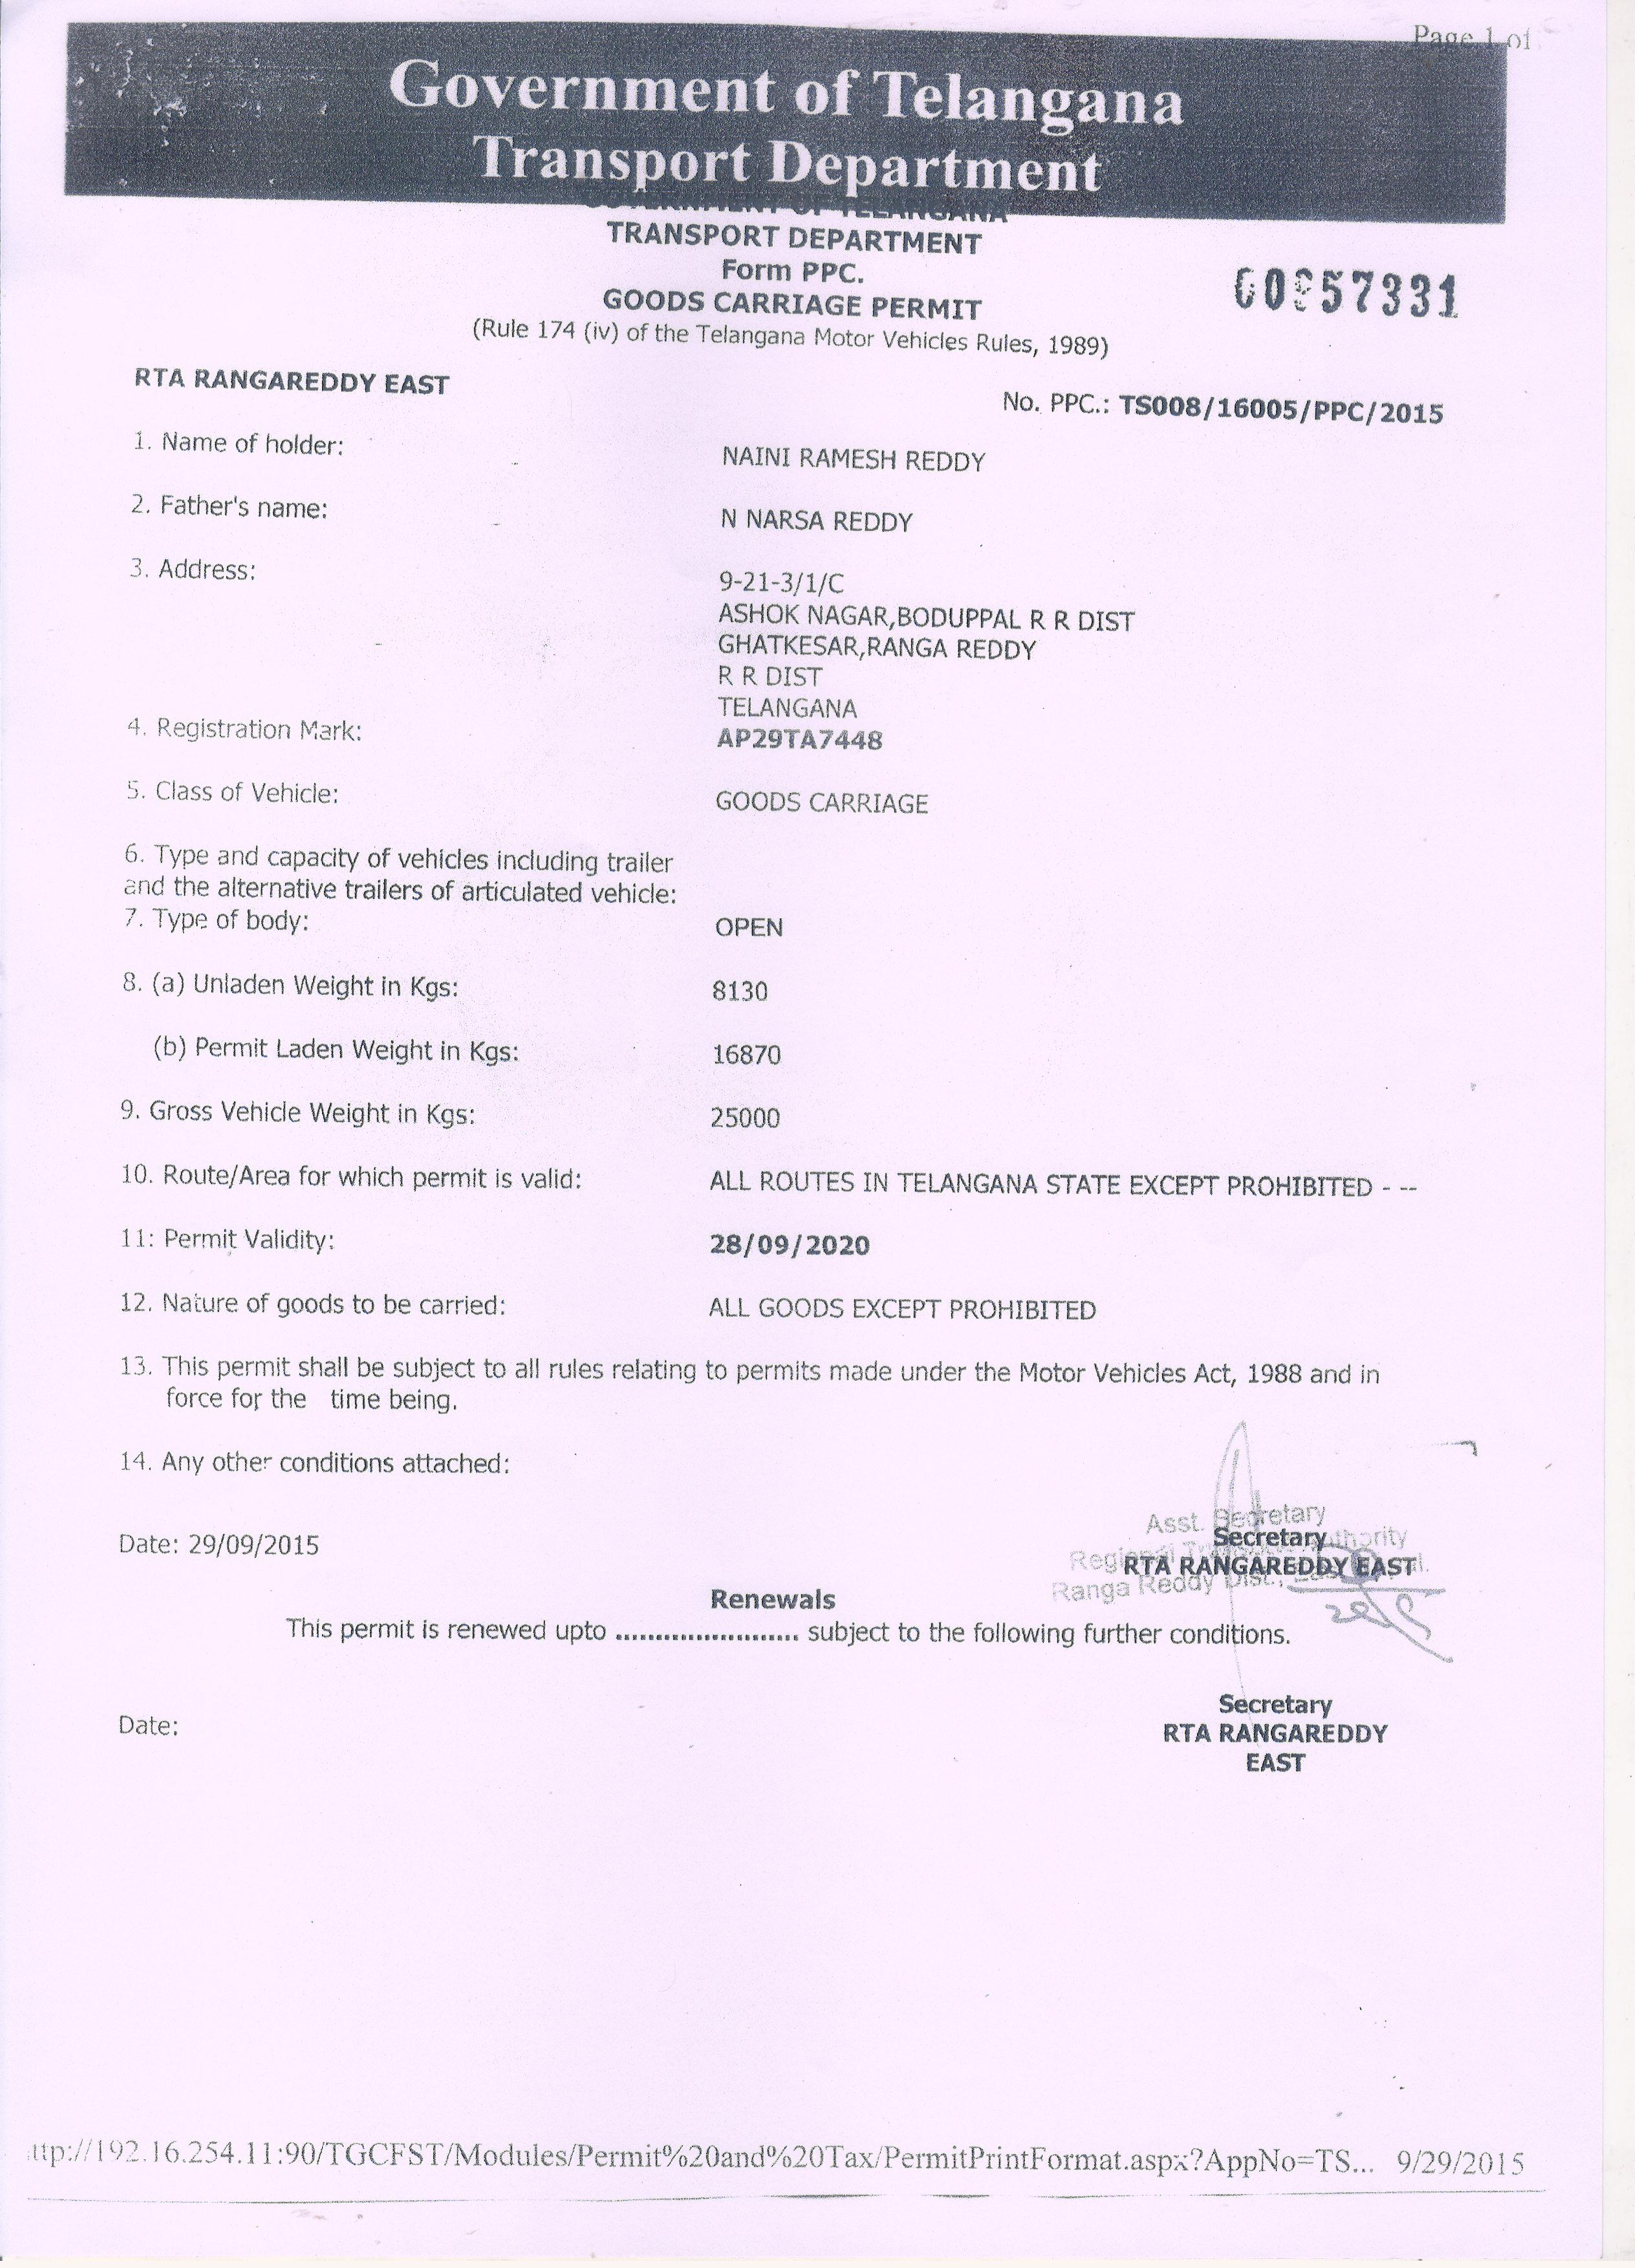 Page 1 of
Government of Telangana
Transport Department
GOVERNMENT OF TELANGANA
TRANSPORT DEPARTMENT
Form PPC.
GOODS CARRIAGE PERMIT
(Rule 174 (iv) of the Telangana Motor Vehicles Rules, 1989)
RTA RANGAREDDY EAST
No. PPC.: TS008/16005/PPC/2015
1. Name of holder: NAINI RAMESH REDDY
2. Father's name: N NARSA REDDY
3. Address: 9-21-3/1/C
ASHOK NAGAR,BODUPPAL R R DIST
GHATKESAR,RANGA REDDY
R R DIST
TELANGANA
4. Registration Mark: AP29TA7448
5. Class of Vehicle: GOODS CARRIAGE
6. Type and capacity of vehicles including trailer
and the alternative trailers of articulated vehicle:
7. Type of body: OPEN
8. (a) Unladen Weight in Kgs: 8130
(b) Permit Laden Weight in Kgs: 16870
9. Gross Vehicle Weight in Kgs: 25000
10. Route/Area for which permit is valid: ALL ROUTES IN TELANGANA STATE EXCEPT PROHIBITED - --
11: Permit Validity: 28/09/2020
12. Nature of goods to be carried: ALL GOODS EXCEPT PROHIBITED
13. This permit shall be subject to all rules relating to permits made under the Motor Vehicles Act, 1988 and in
force for the time being.
14. Any other conditions attached:
Asst. Secretary
Secretary
Date: 29/09/2015
RTA RANGAREDDY EAST
Ranga Reddy Dist.,
Renewals
This permit is renewed upto ........................ subject to the following further conditions.
Secretary
Date:
RTA RANGAREDDY
EAST
ttp://192.16.254.11:90/TGCFST/Modules/Permit%20and%20Tax/PermitPrintFormat.aspx?AppNo=TS... 9/29/2015